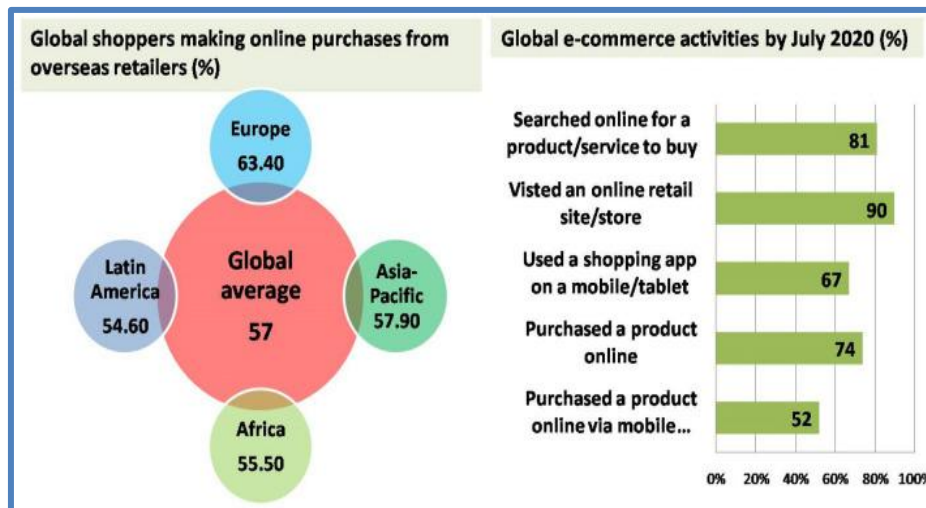 Global shoppers making online purchases from
overseas retailers (%)
Europe
63.40
Latin
America
54.60
Global
average
57
Asia-
Pacific
57.90
Africa
55.50
Global e-commerce activities by July 2020 (%)
Searched online for a
product/service to buy
81
Visted an online retail
site/store
90
Used a shopping app
on a mobile/tablet
67
Purchased a product
online
74
Purchased a product
online via mobile...
52
0% 20% 40% 60% 80% 100%